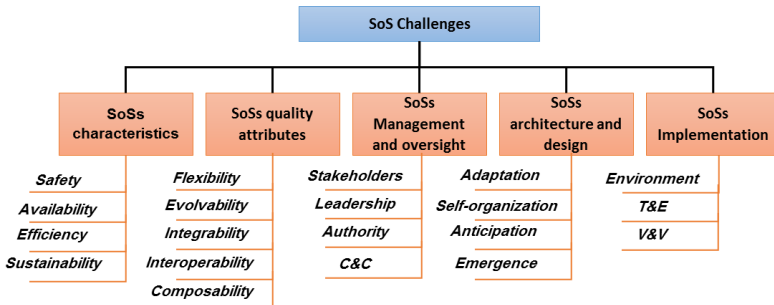 SoS Challenges
SoSs
characteristics
Safety
Availability
Efficiency
Sustainability
SoSs quality
attributes
Flexibility
Evolvability
Integrability
Interoperability
Composability
SoSs
Management
and oversight
Stakeholders
Leadership
Authority
C&C
SoSs
architecture and
design
Adaptation
Self-organization
Anticipation
Emergence
SoSs
Implementation
Environment
T&E
V&V